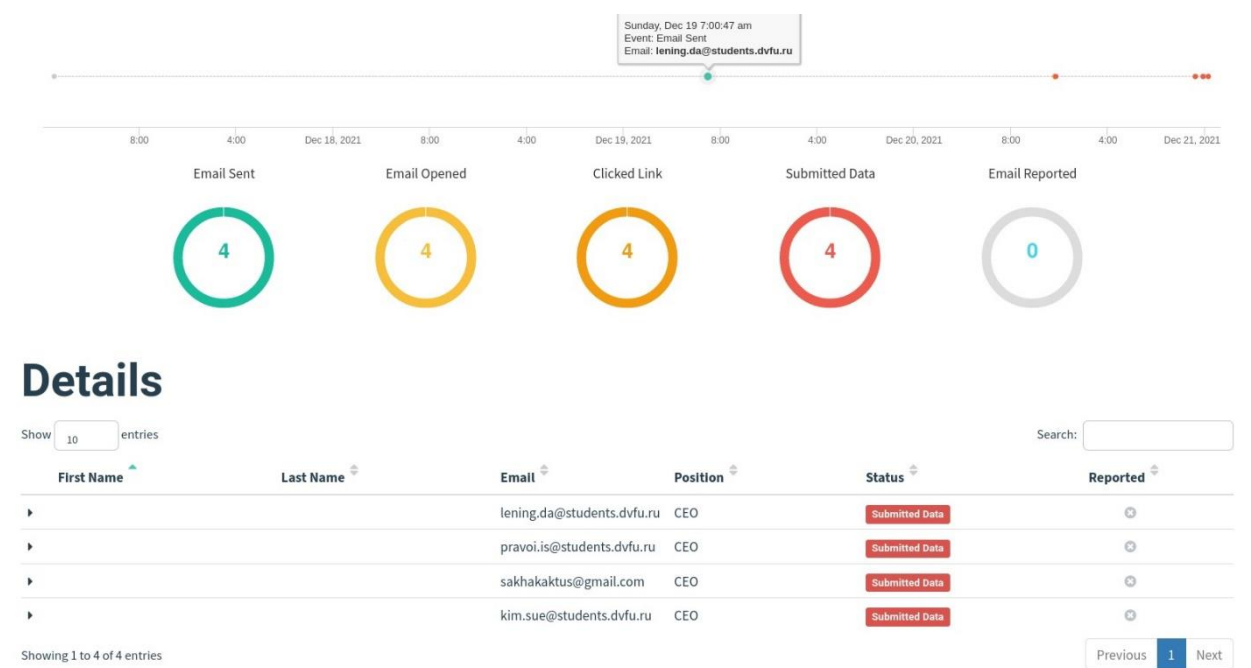 Sunday, Dec 19 7:00:47 am
Event: Email Sent
Email: lening.da@students.dvfu.ru
8:00 4:00 Dec 18, 2021 8:00 4:00 Dec 19, 2021 8:00 4:00 Dec 20, 2021 8:00 4:00 Dec 21, 2021
Email Sent Email Opened Clicked Link Submitted Data Email Reported
4 4 4 4 0
Details
Show 10 entries Search:
First Name Last Name Email Position Status Reported
lening.da@students.dvfu.ru CEO Submitted Data
pravoi.is@students.dvfu.ru CEO Submitted Data
sakhakaktus@gmail.com CEO Submitted Data
kim.sue@students.dvfu.ru CEO Submitted Data
Showing 1 to 4 of 4 entries Previous 1 Next